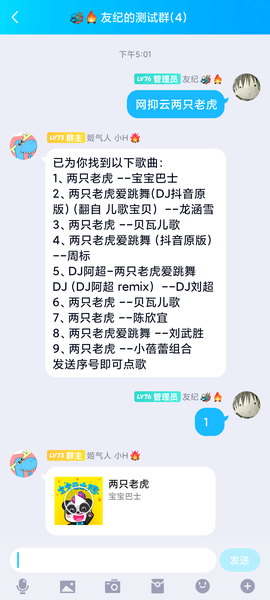 友纪的测试群(4)
下午5:01
LV76 管理员 友纪
网抑云两只老虎
LV73 群主 姬气人 小H
已为你找到以下歌曲：
1、两只老虎 --宝宝巴士
2、两只老虎爱跳舞(DJ抖音原
版) (翻自 儿歌宝贝) --龙涵雪
3、两只老虎 --贝瓦儿歌
4、两只老虎爱跳舞 (抖音原版)
--周标
5、DJ阿超-两只老虎爱跳舞
DJ (DJ阿超 remix) --DJ刘超
6、两只老虎 --贝瓦儿歌
7、两只老虎 --陈欣宜
8、两只老虎爱跳舞 --刘武胜
9、两只老虎 --小蓓蕾组合
发送序号即可点歌
LV76 管理员 友纪
1
LV73 群主 姬气人 小H
两只老虎
宝宝巴士
发送